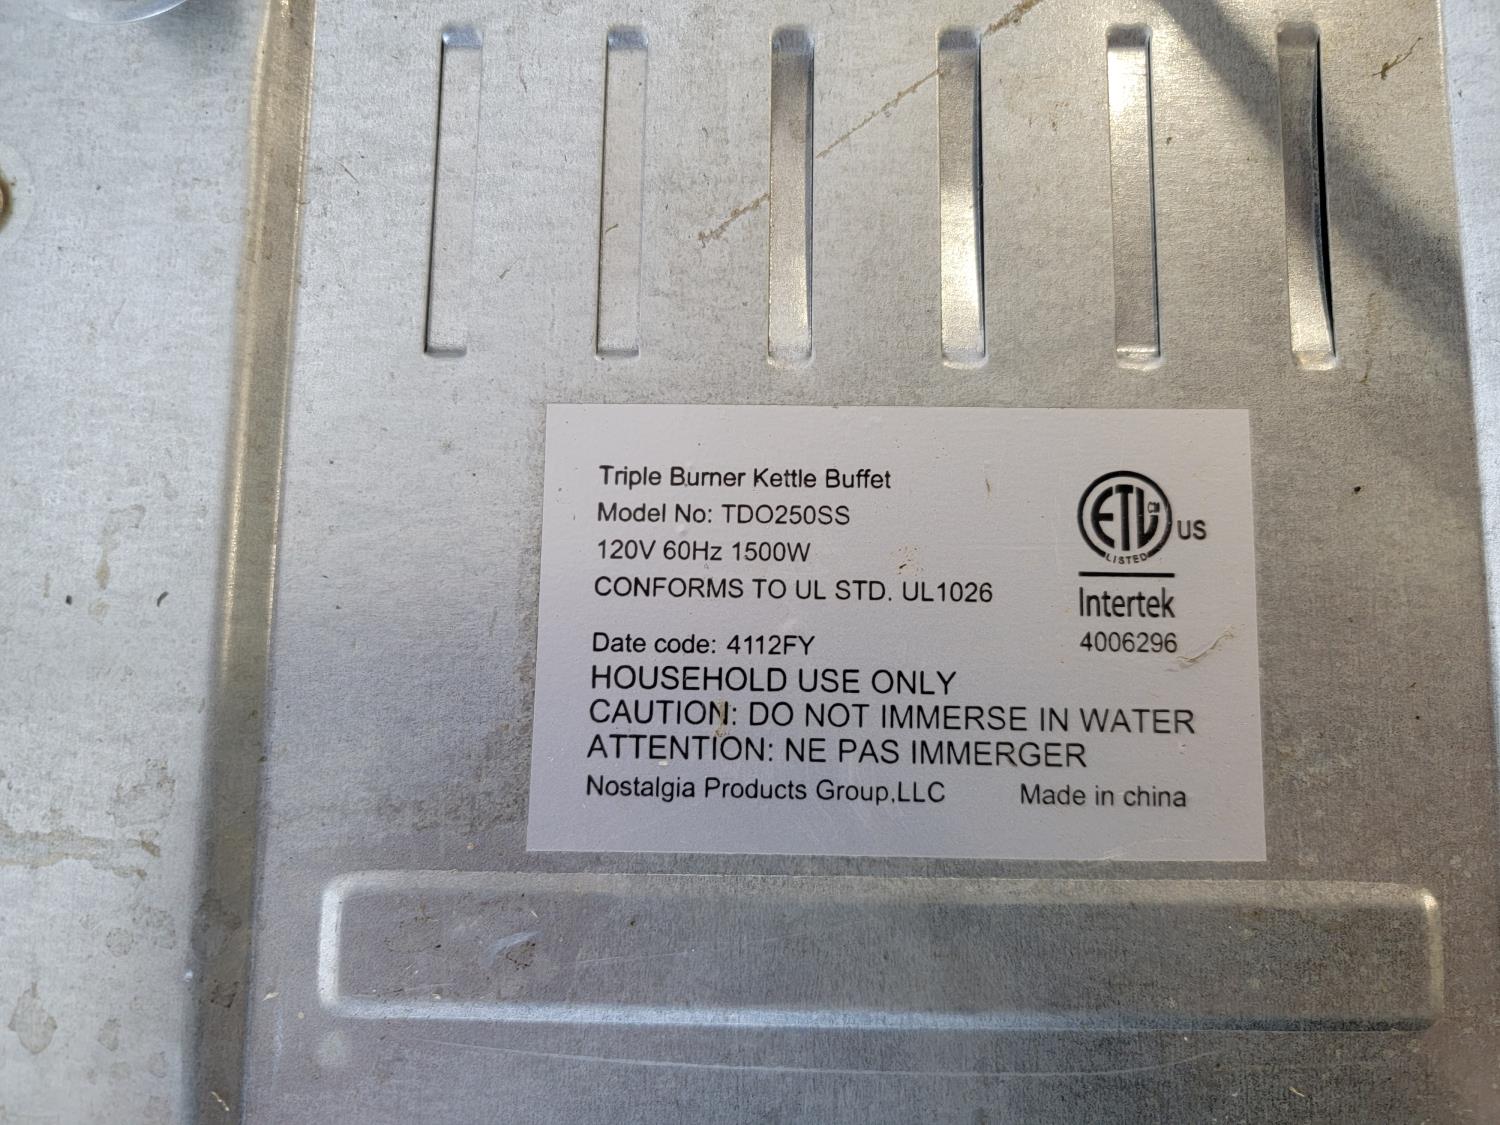 Triple Burner Kettle Buffet
Model No: TDO250SS
120V 60Hz 1500W
CONFORMS TO UL STD. UL1026
ETL CM US
LISTED
Intertek
4006296
Date code: 4112FY
HOUSEHOLD USE ONLY
CAUTION: DO NOT IMMERSE IN WATER
ATTENTION: NE PAS IMMERGER
Nostalgia Products Group,LLC
Made in china